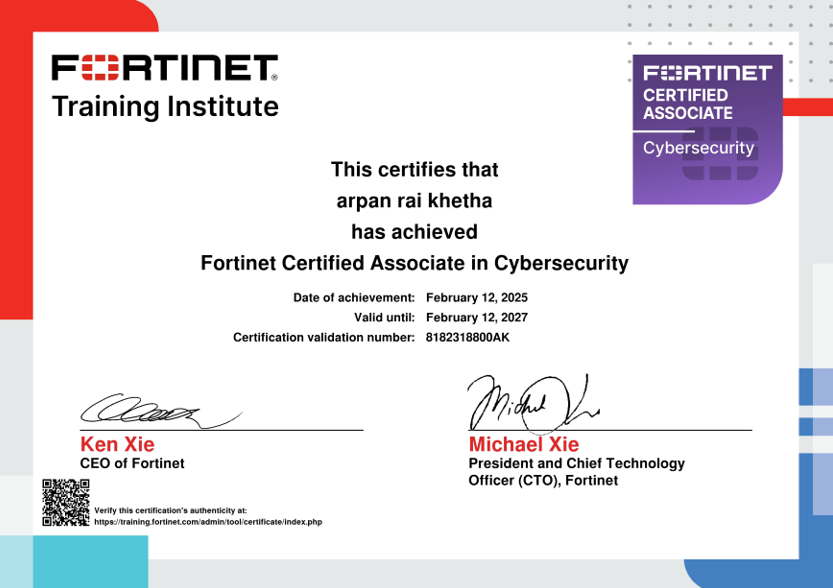 FORTINET®
Training Institute
FORTINET
CERTIFIED
ASSOCIATE
Cybersecurity
This certifies that
arpan rai khetha
has achieved
Fortinet Certified Associate in Cybersecurity
Date of achievement: February 12, 2025
Valid until: February 12, 2027
Certification validation number: 8182318800AK
Ken Xie
CEO of Fortinet
Michael Xie
President and Chief Technology
Officer (CTO), Fortinet
Verify this certification's authenticity at:
https://training.fortinet.com/admin/tool/certificate/index.php